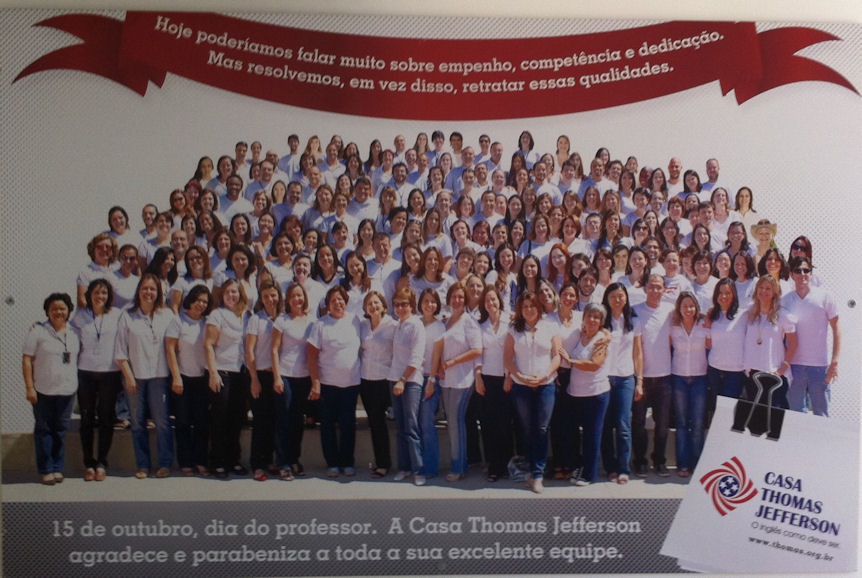 Hoje poderíamos falar muito sobre empenho, competência e dedicação.
Mas resolvemos, em vez disso, retratar essas qualidades.
15 de outubro, dia do professor. A Casa Thomas Jefferson
agradece e parabeniza a toda a sua excelente equipe.
CASA
THOMAS
JEFFERSON
O inglês como deve ser.
www.thomas.org.br